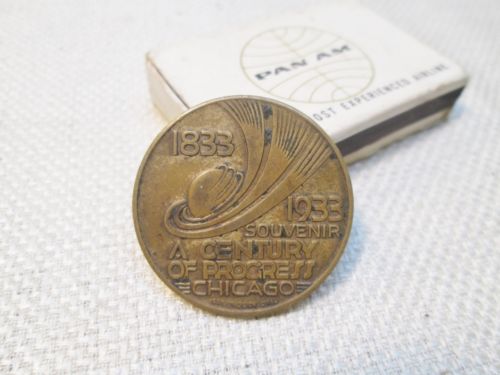 PAN AM
OST EXPERIENCED AIRLINE
1833
1933
SOUVENIR
A CENTURY
OF PROGRESS
CHICAGO